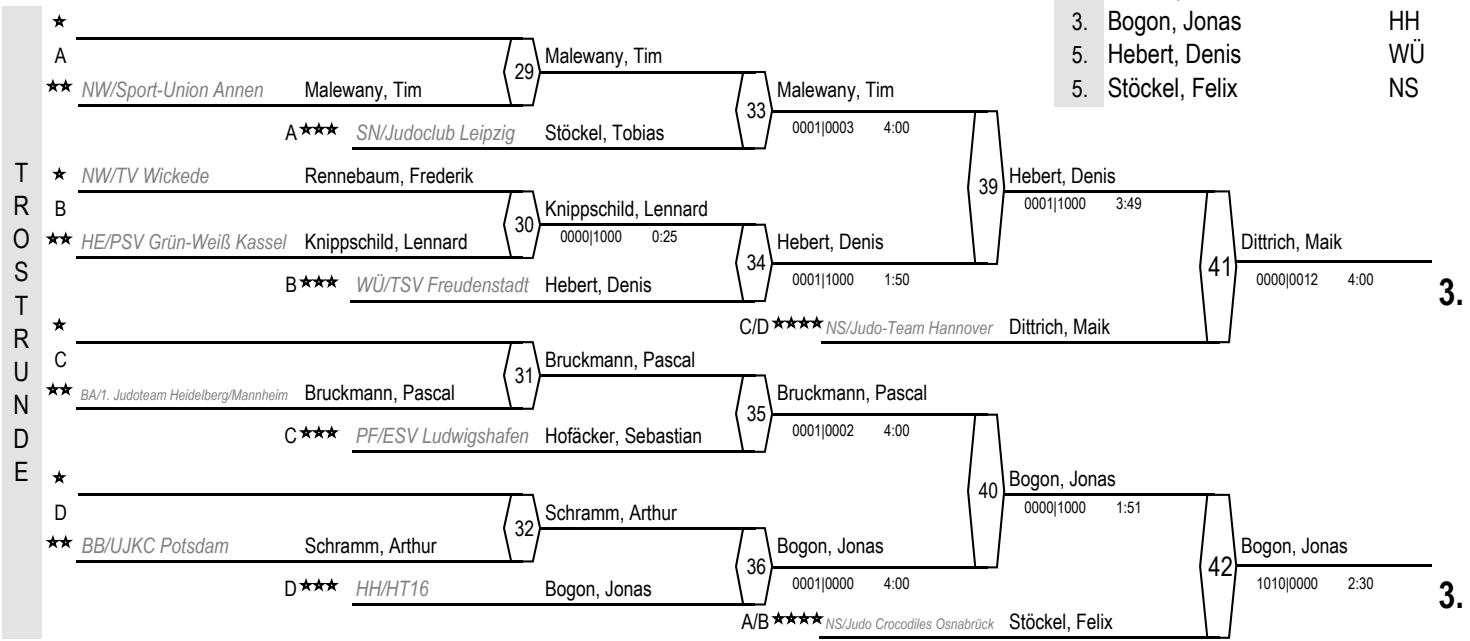 3. Bogon, Jonas HH
5. Hebert, Denis WÜ
5. Stöckel, Felix NS
TROSTRUNDE
★
A
★★ NW/Sport-Union Annen Malewany, Tim
29
Malewany, Tim
A★★★ SN/Judoclub Leipzig Stöckel, Tobias
33
Malewany, Tim
0001|0003 4:00
★ NW/TV Wickede Rennebaum, Frederik
B
★★ HE/PSV Grün-Weiß Kassel Knippschild, Lennard
30
Knippschild, Lennard
0000|1000 0:25
B★★★ WÜ/TSV Freudenstadt Hebert, Denis
34
Hebert, Denis
0001|1000 1:50
39
Hebert, Denis
0001|1000 3:49
C/D★★★★ NS/Judo-Team Hannover Dittrich, Maik
41
Dittrich, Maik
0000|0012 4:00
3.
★
C
★★ BA/1. Judoteam Heidelberg/Mannheim Bruckmann, Pascal
31
Bruckmann, Pascal
C★★★ PF/ESV Ludwigshafen Hofäcker, Sebastian
35
Bruckmann, Pascal
0001|0002 4:00
★
D
★★ BB/UJKC Potsdam Schramm, Arthur
32
Schramm, Arthur
D★★★ HH/HT16 Bogon, Jonas
36
Bogon, Jonas
0001|0000 4:00
40
Bogon, Jonas
0000|1000 1:51
A/B★★★★ NS/Judo Crocodiles Osnabrück Stöckel, Felix
42
Bogon, Jonas
1010|0000 2:30
3.